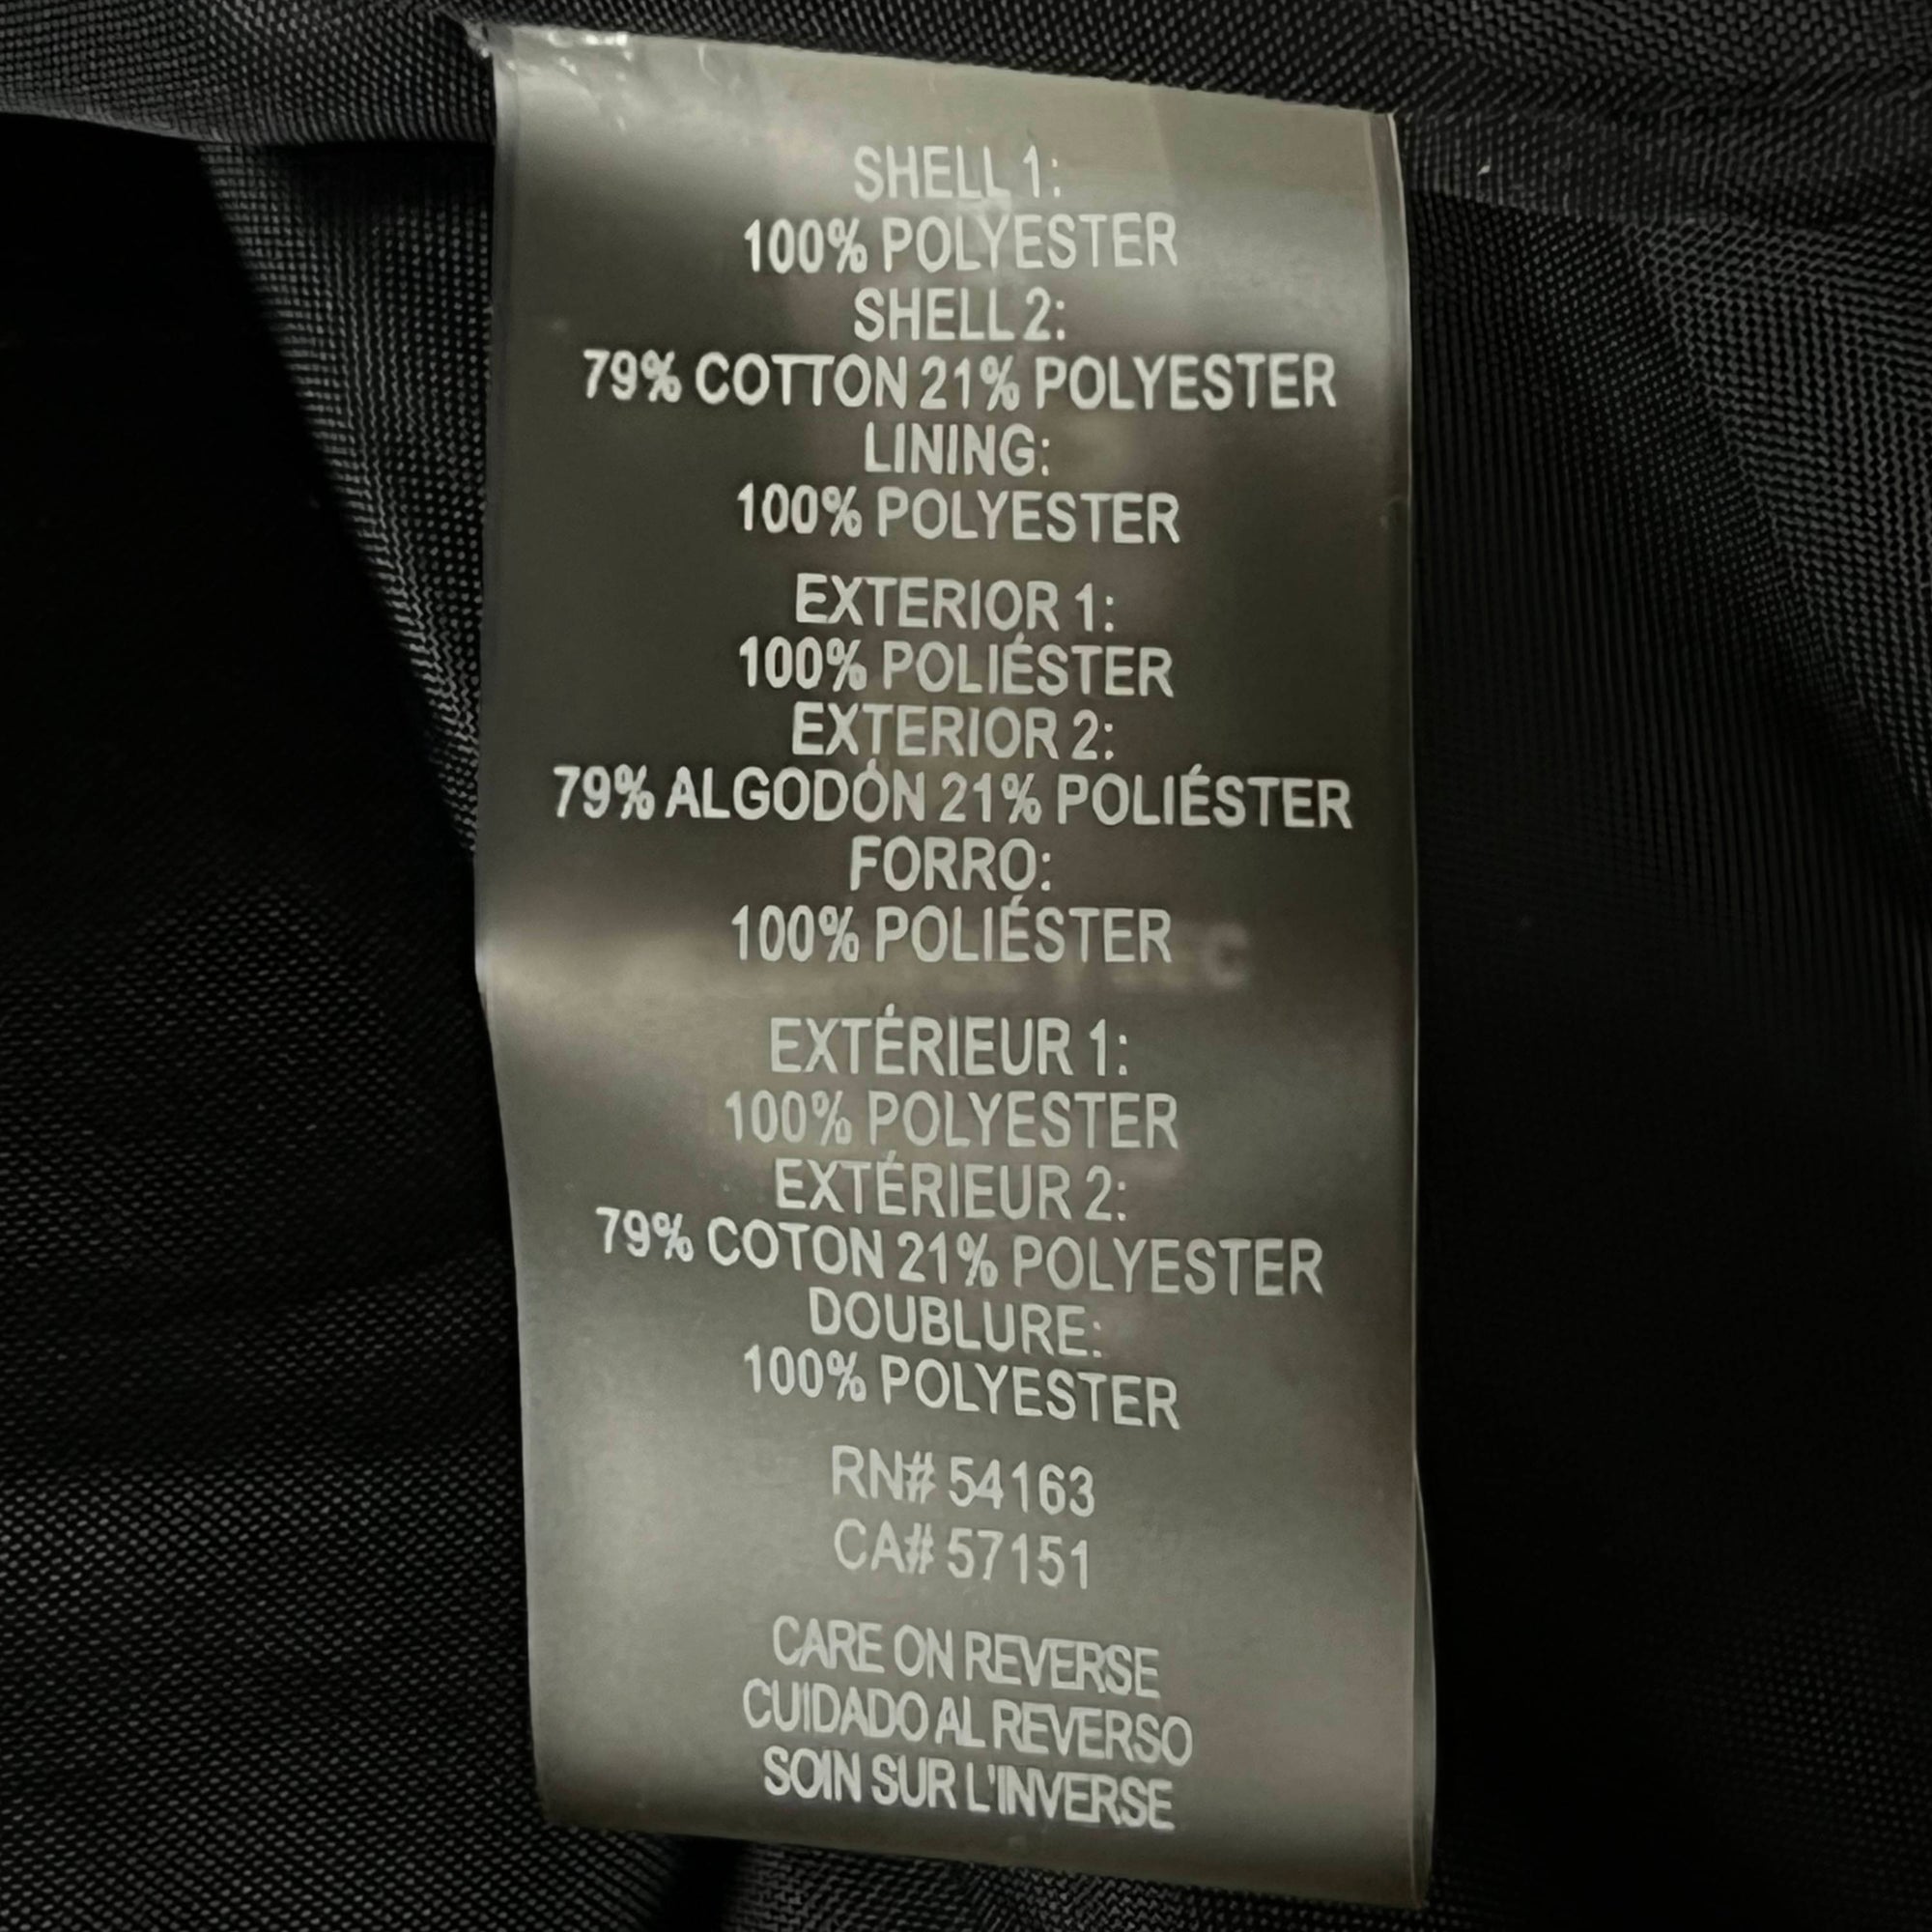 SHELL 1:
100% POLYESTER
SHELL 2:
79% COTTON 21% POLYESTER
LINING:
100% POLYESTER
EXTERIOR 1:
100% POLIÉSTER
EXTERIOR 2:
79% ALGODÓN 21% POLIÉSTER
FORRO:
100% POLIÉSTER
EXTÉRIEUR 1:
100% POLYESTER
EXTÉRIEUR 2:
79% COTON 21% POLYESTER
DOUBLURE:
100% POLYESTER
RN# 54163
CA# 57151
CARE ON REVERSE
CUIDADO AL REVERSO
SOIN SUR L'INVERSE